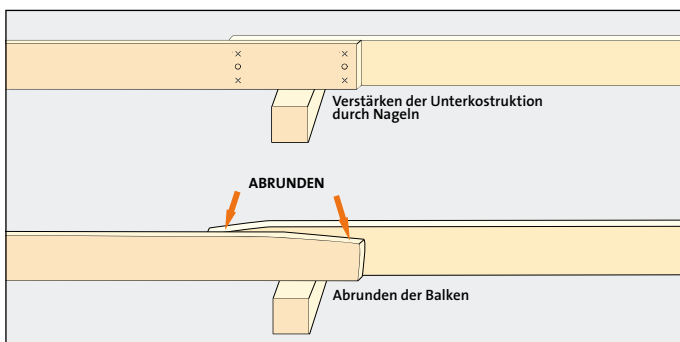 Verstärken der Unterkostruktion
durch Nageln
ABRUNDEN
Abrunden der Balken